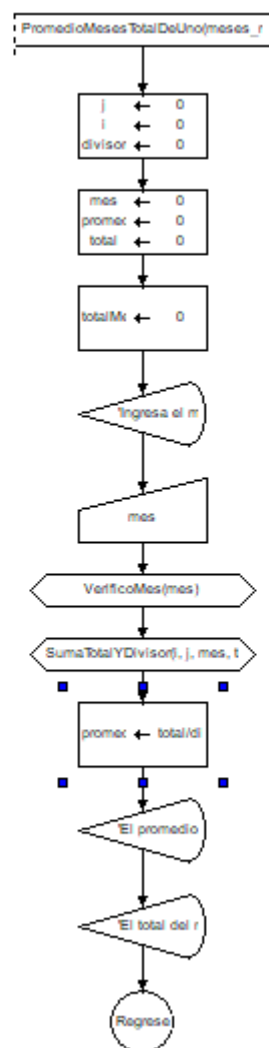 PromedioMesesTotalDeUno(meses_r
j ← 0
i ← 0
divisor ← 0
mes ← 0
promec ← 0
total ← 0
totalMe ← 0
'Ingresa el m
mes
VerificoMes(mes)
SumaTotalYDivisor(i, j, mes, t
promec ← total/di
'El promedio
'El total del r
Regrese